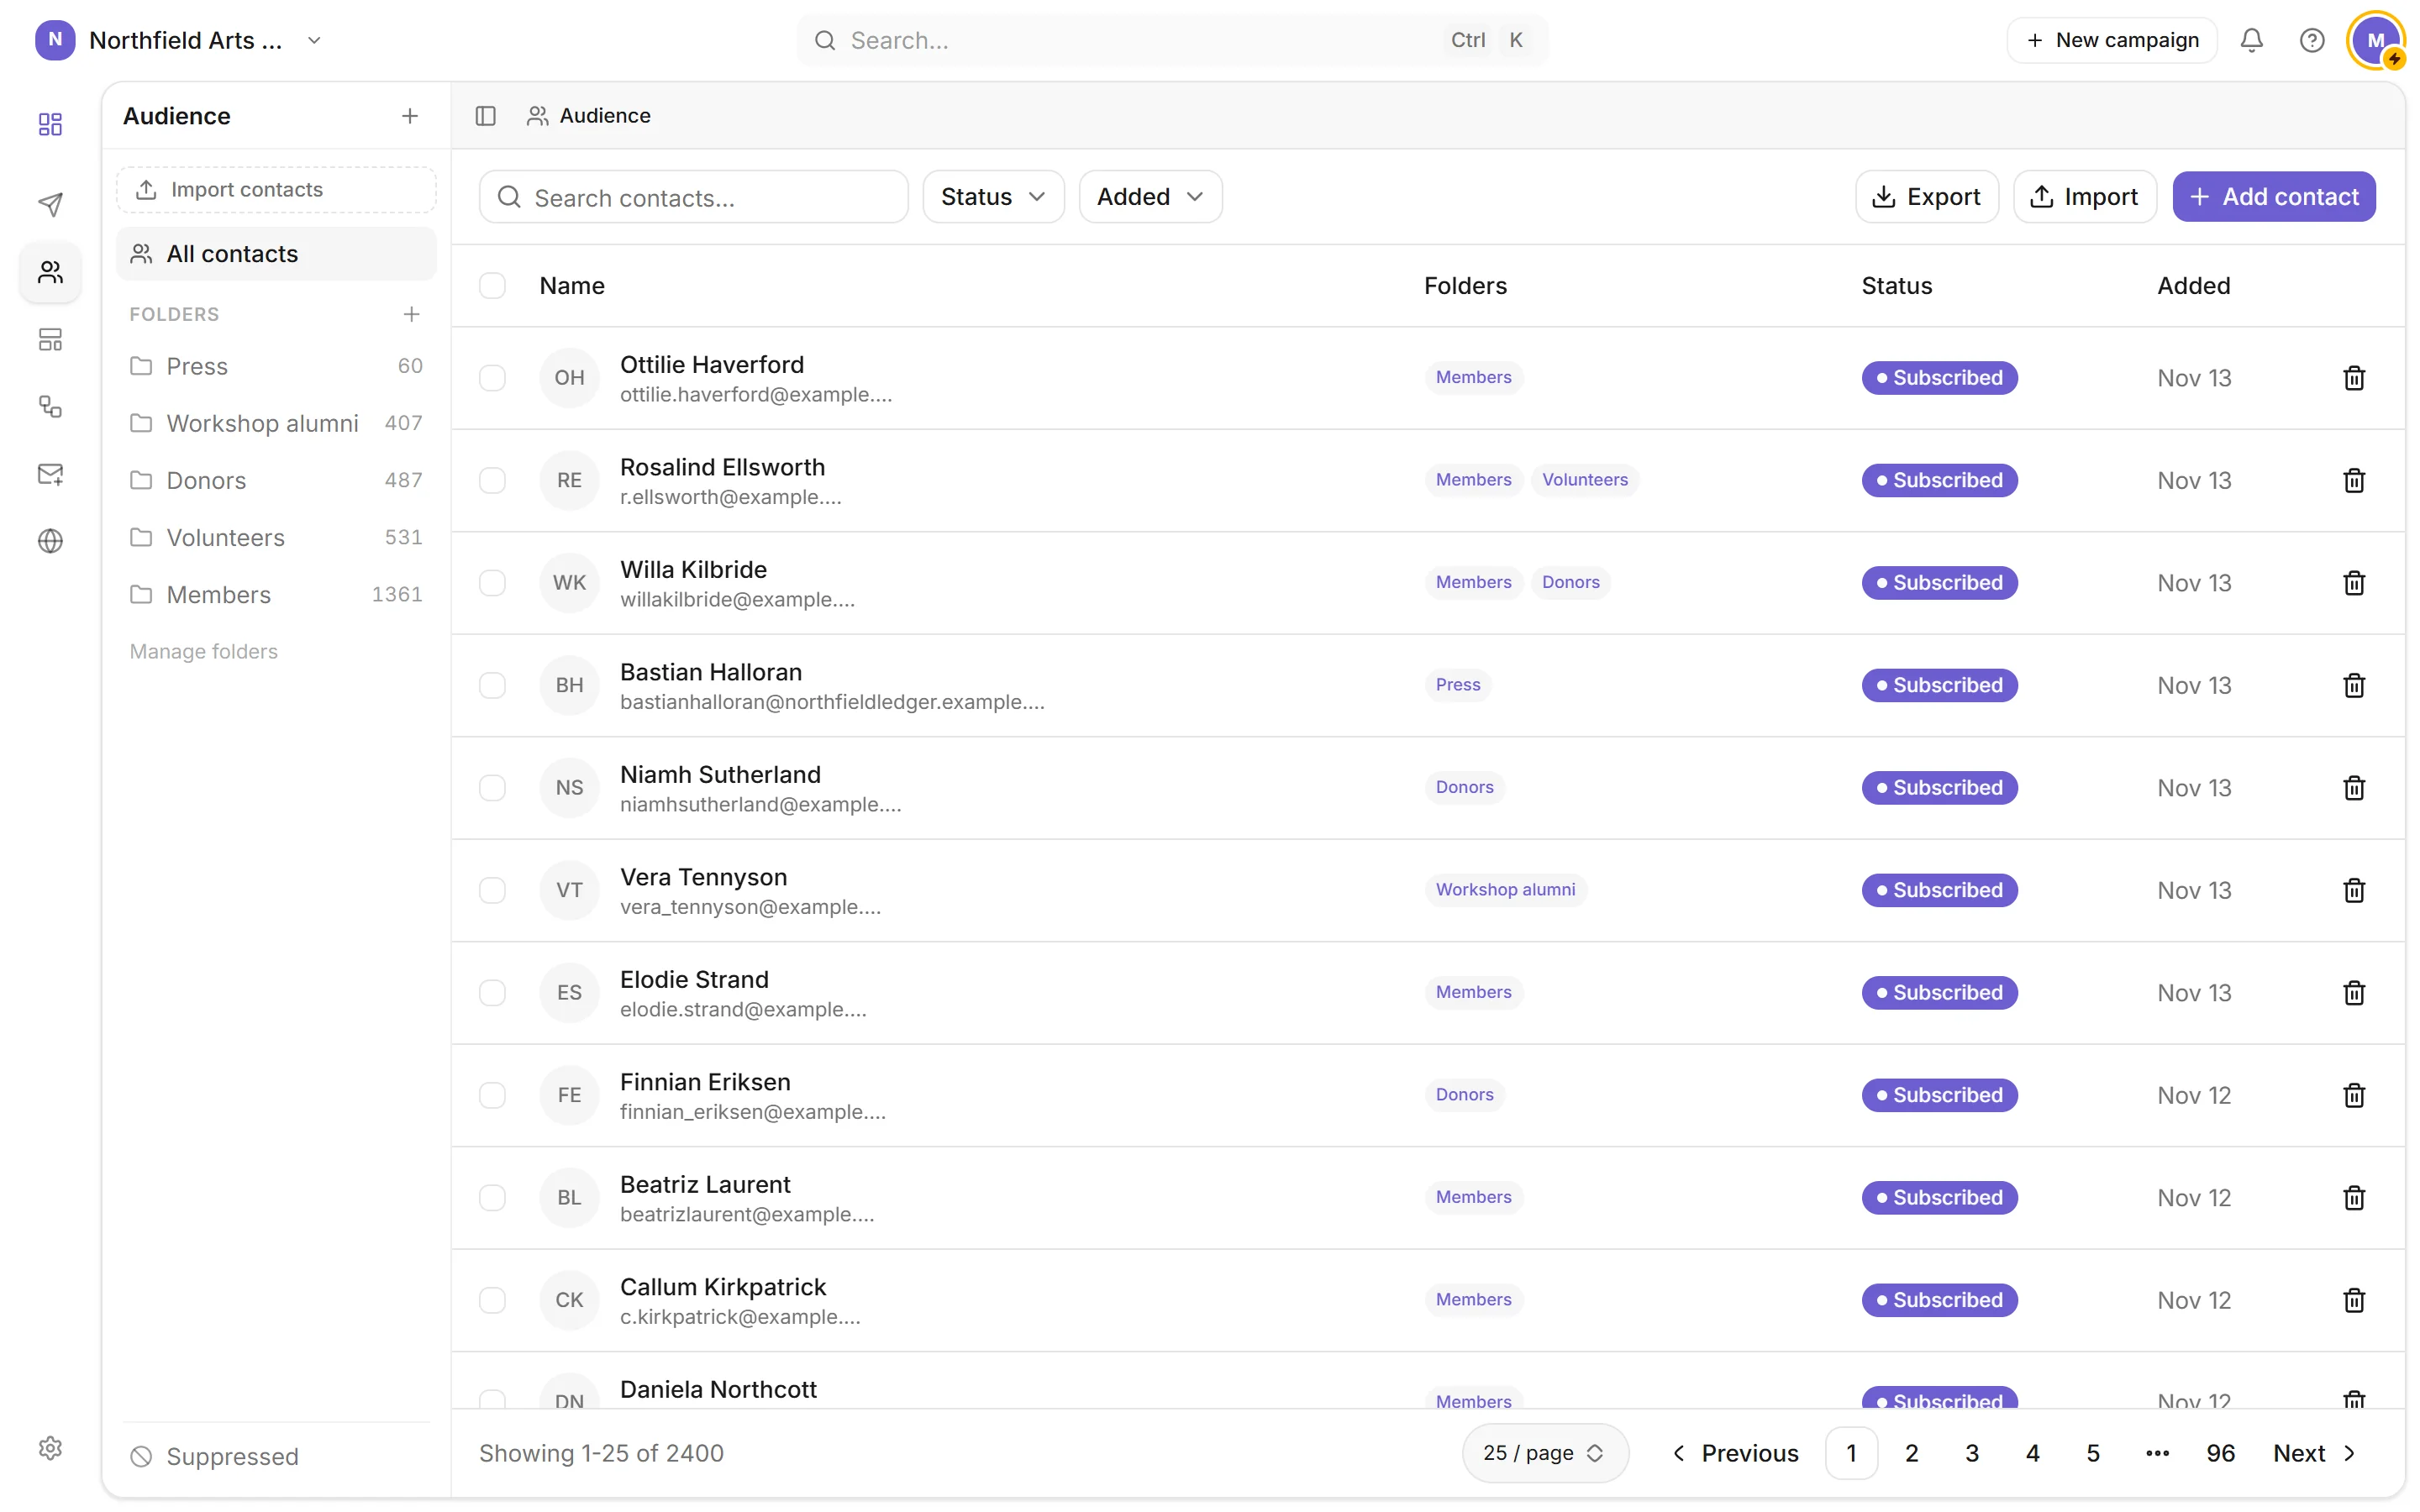 N Northfield Arts ...
Search... Ctrl K
+ New campaign
M
Audience
Import contacts
All contacts
FOLDERS
Press 60
Workshop alumni 407
Donors 487
Volunteers 531
Members 1361
Manage folders
Suppressed
Audience
Search contacts...
Status
Added
Export
Import
+ Add contact
Name Folders Status Added
OH Ottilie Haverford Members Subscribed Nov 13
ottilie.haverford@example....
RE Rosalind Ellsworth Members Volunteers Subscribed Nov 13
r.ellsworth@example....
WK Willa Kilbride Members Donors Subscribed Nov 13
willakilbride@example....
BH Bastian Halloran Press Subscribed Nov 13
bastianhalloran@northfieldledger.example....
NS Niamh Sutherland Donors Subscribed Nov 13
niamhsutherland@example....
VT Vera Tennyson Workshop alumni Subscribed Nov 13
vera_tennyson@example....
ES Elodie Strand Members Subscribed Nov 13
elodie.strand@example....
FE Finnian Eriksen Donors Subscribed Nov 12
finnian_eriksen@example....
BL Beatriz Laurent Members Subscribed Nov 12
beatrizlaurent@example....
CK Callum Kirkpatrick Members Subscribed Nov 12
c.kirkpatrick@example....
DN Daniela Northcott Members Subscribed Nov 12
Showing 1-25 of 2400
25 / page
Previous 1 2 3 4 5 ... 96 Next